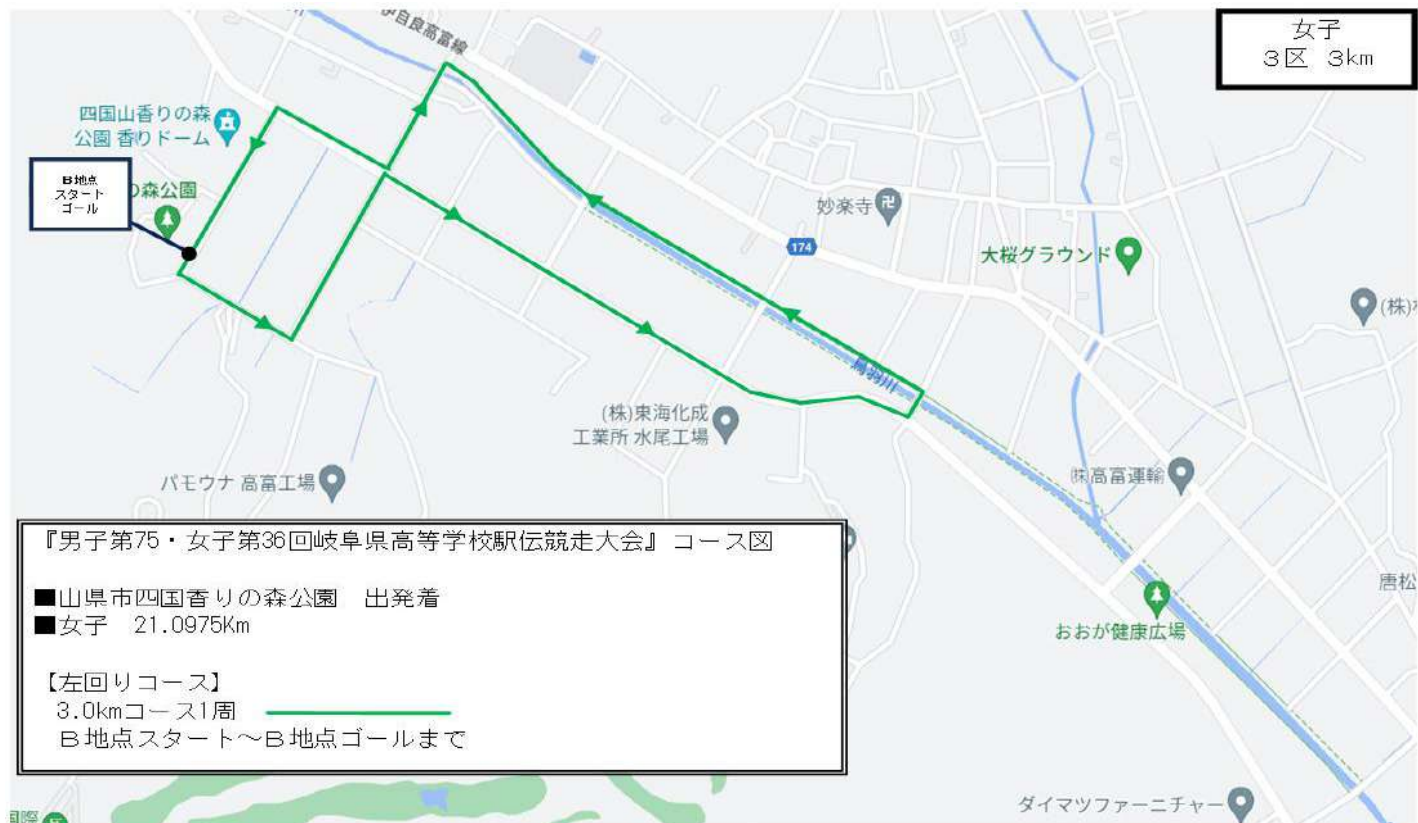 伊自良高富線
女子
3区 3km
四国山香りの森
公園 香りドーム
B地点
スタート
ゴール
の森公園
妙楽寺
174
大桜グラウンド
(株)
鳥羽川
(株)東海化成
工業所 水尾工場
パモウナ 高富工場
㈱高富運輸
『男子第75・女子第36回岐阜県高等学校駅伝競走大会』コース図
■山県市四国香りの森公園　出発着
■女子　21.0975Km
【左回りコース】
3.0kmコース1周
B地点スタート～B地点ゴールまで
唐松
おおが健康広場
ダイマツファーニチャー
国際